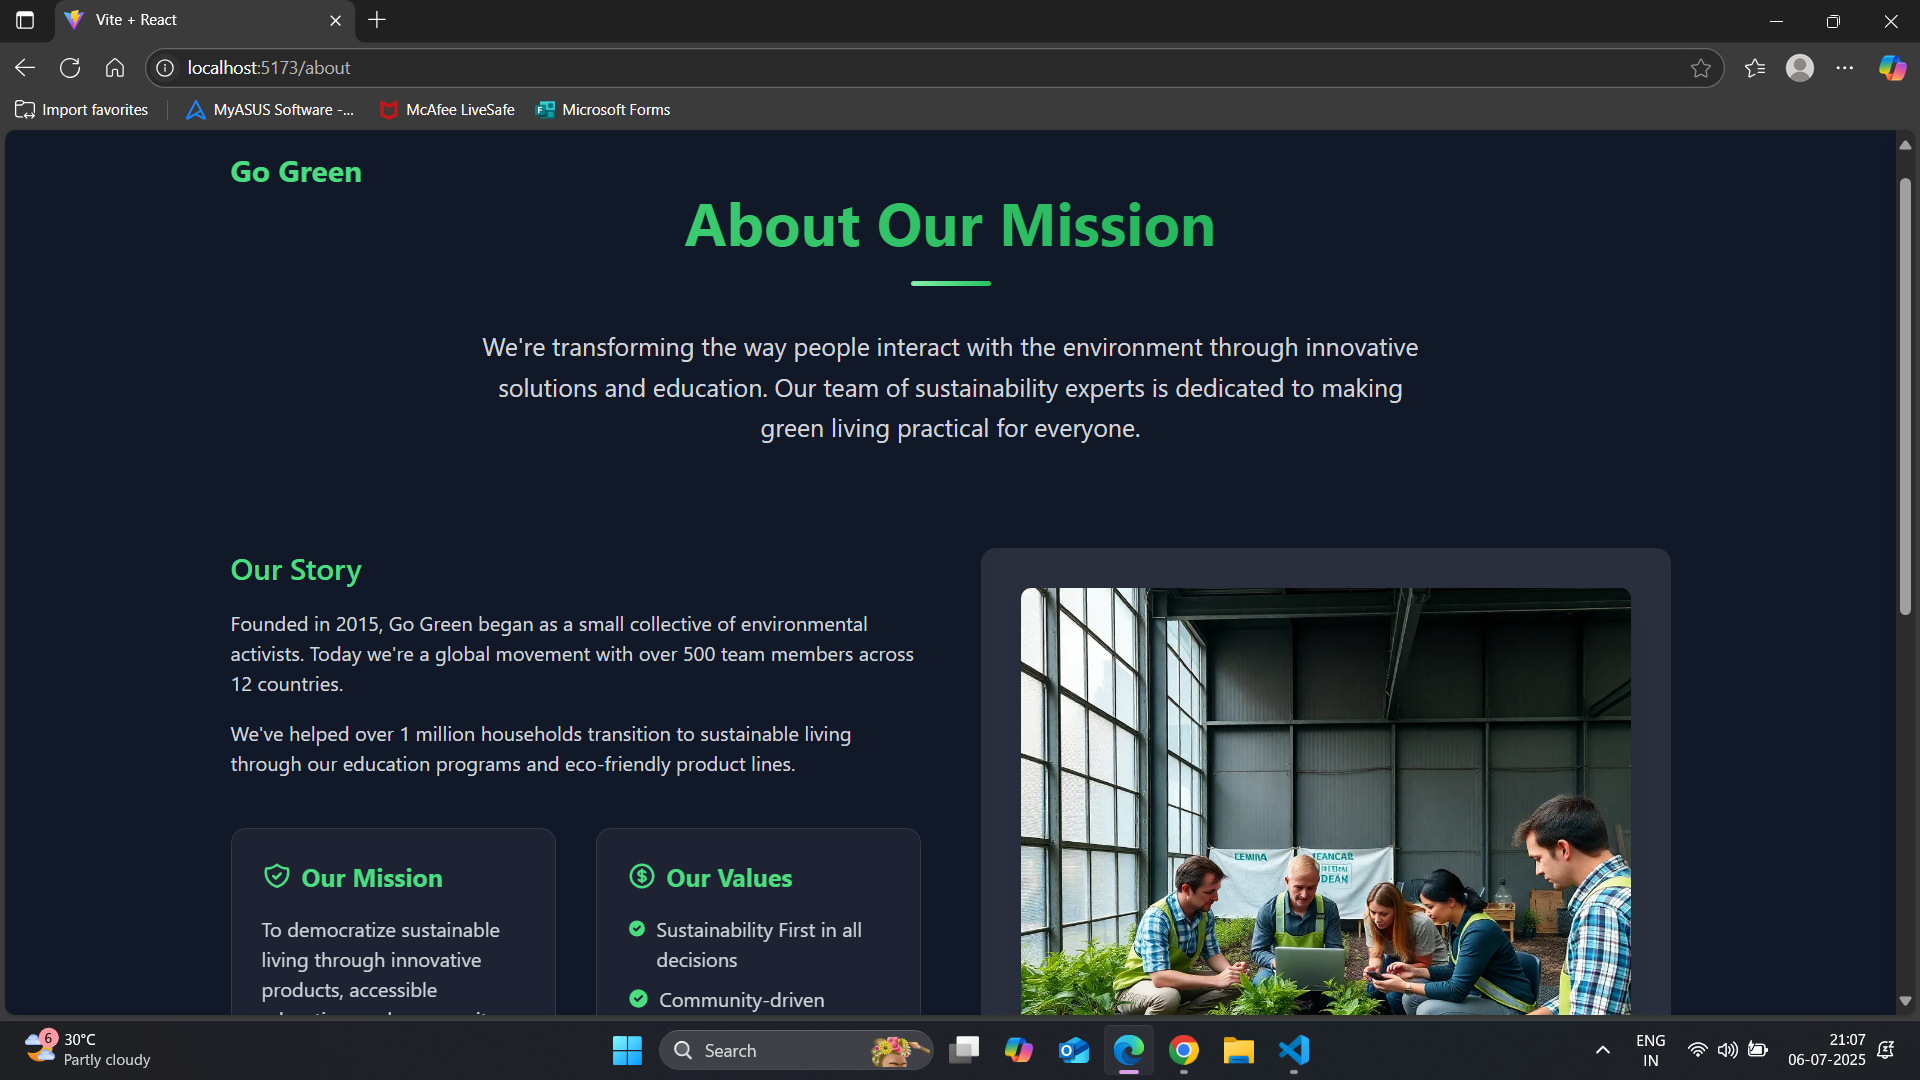 Vite + React
localhost:5173/about
Import favorites
MyASUS Software -...
McAfee LiveSafe
Microsoft Forms
Go Green
About Our Mission
We're transforming the way people interact with the environment through innovative
solutions and education. Our team of sustainability experts is dedicated to making
green living practical for everyone.
Our Story
Founded in 2015, Go Green began as a small collective of environmental
activists. Today we're a global movement with over 500 team members across
12 countries.
We've helped over 1 million households transition to sustainable living
through our education programs and eco-friendly product lines.
Our Mission
To democratize sustainable
living through innovative
products, accessible
Our Values
Sustainability First in all
decisions
Community-driven
6
30°C
Partly cloudy
Search
ENG
IN
21:07
06-07-2025